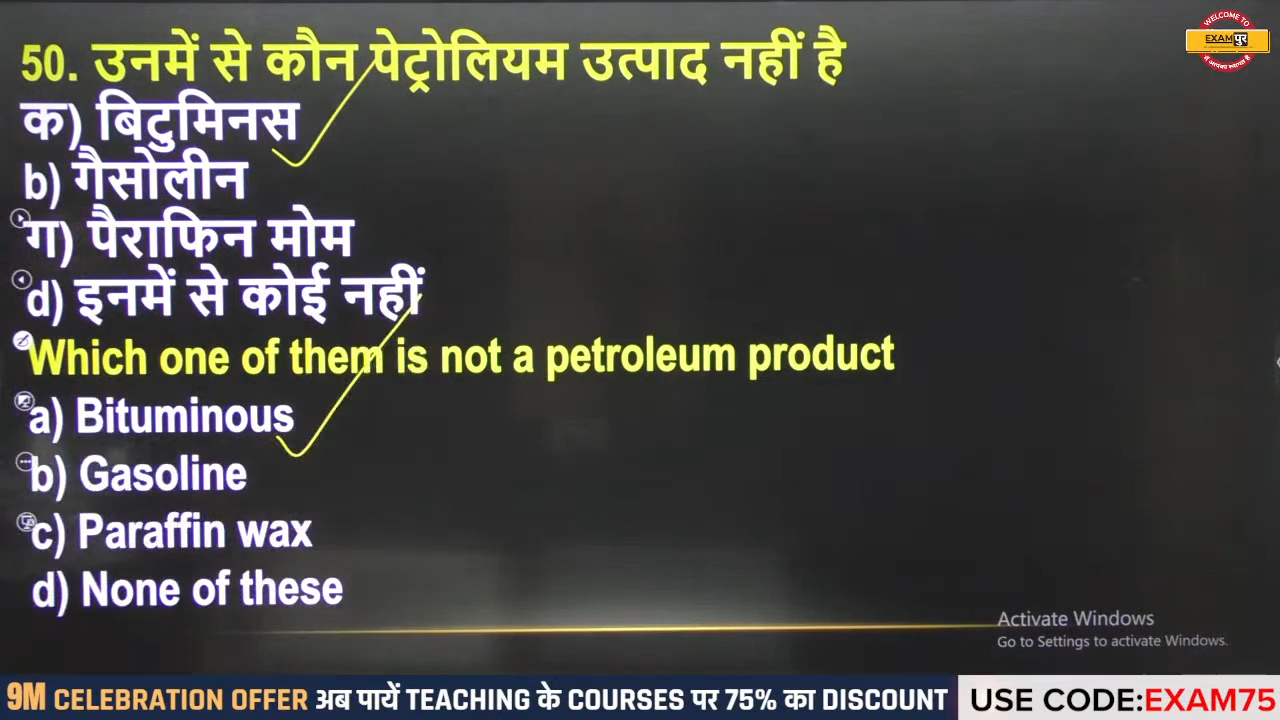 WELCOME TO
EXAM पुर
50. उनमें से कौन पेट्रोलियम उत्पाद नहीं है
क) बिटुमिनस
b) गैसोलीन
ग) पैराफिन मोम
d) इनमें से कोई नहीं
Which one of them is not a petroleum product
a) Bituminous
b) Gasoline
c) Paraffin wax
d) None of these
Activate Windows
Go to Settings to activate Windows.
9M CELEBRATION OFFER अब पायें TEACHING के COURSES पर 75% का DISCOUNT
USE CODE:EXAM75